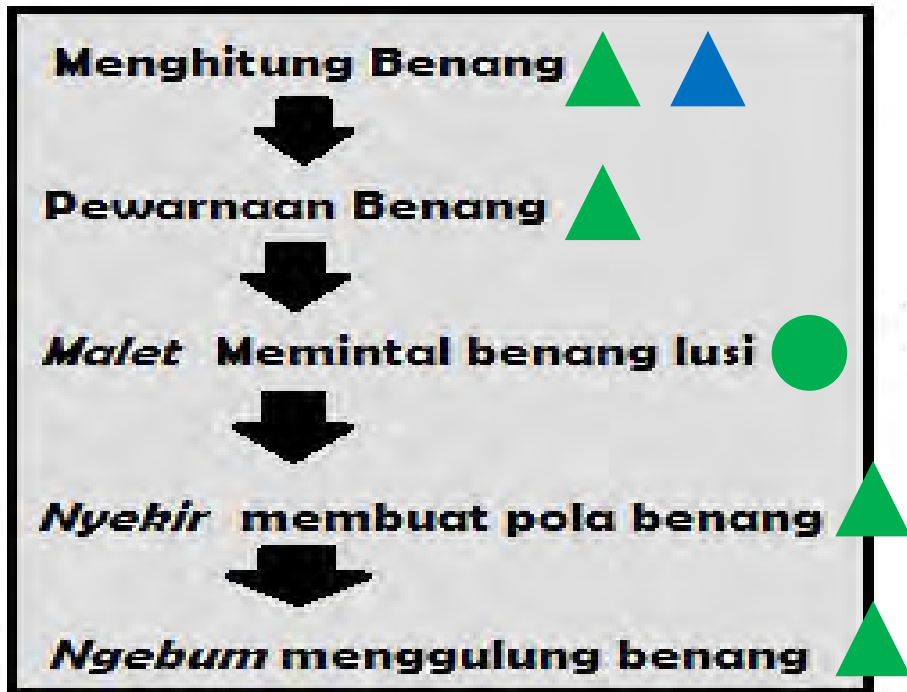 Menghitung Benang
Pewarnaan Benang
Malet Memintal benang lusi
Nyekir membuat pola benang
Ngebum menggulung benang